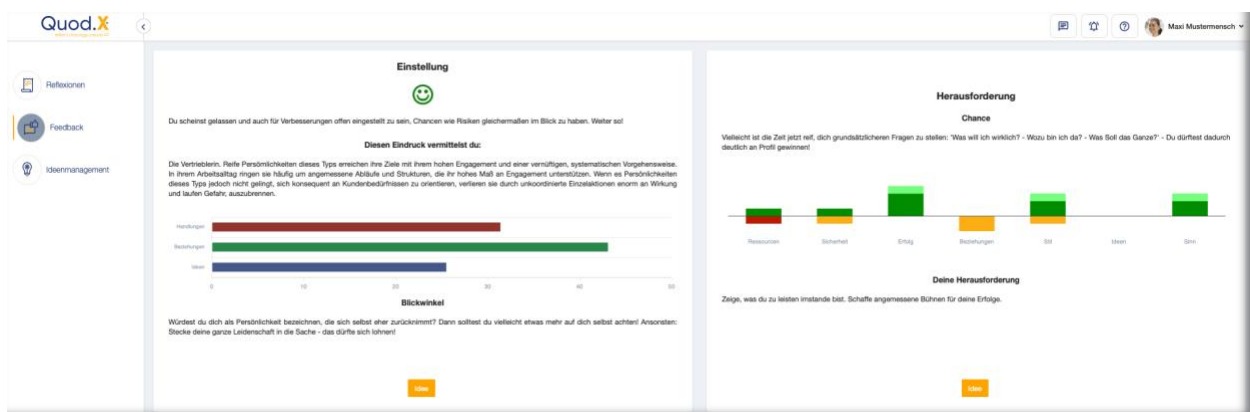 Quod.X
Maxi Mustermensch
Reflexionen
Feedback
Ideenmanagement
Einstellung
Du scheinst gelassen und auch für Verbesserungen offen eingestellt zu sein, Chancen wie Risiken gleichermaßen im Blick zu haben. Weiter so!
Diesen Eindruck vermittelst du:
Die Vertrieblerin. Reife Persönlichkeiten dieses Typs erreichen ihre Ziele mit ihrem hohen Engagement und einer vernüftigen, systematischen Vorgehensweise.
In ihrem Arbeitsalltag ringen sie häufig um angemessene Abläufe und Strukturen, die ihr hohes Maß an Engagement unterstützen. Wenn es Persönlichkeiten
dieses Typs jedoch nicht gelingt, sich konsequent an Kundenbedürfnissen zu orientieren, verlieren sie durch unkoordinierte Einzelaktionen enorm an Wirkung
und laufen Gefahr, auszubrennen.
Handlungen
Beziehungen
Ideen
0 10 20 30 40 50
Blickwinkel
Würdest du dich als Persönlichkeit bezeichnen, die sich selbst eher zurücknimmt? Dann solltest du vielleicht etwas mehr auf dich selbst achten! Ansonsten:
Stecke deine ganze Leidenschaft in die Sache - das dürfte sich lohnen!
Idee
Herausforderung
Chance
Vielleicht ist die Zeit jetzt reif, dich grundsätzlicheren Fragen zu stellen: 'Was will ich wirklich? - Wozu bin ich da? - Was Soll das Ganze?' - Du dürftest dadurch
deutlich an Profil gewinnen!
Ressourcen Sicherheit Erfolg Beziehungen Stil Ideen Sinn
Deine Herausforderung
Zeige, was du zu leisten imstande bist. Schaffe angemessene Bühnen für deine Erfolge.
Idee